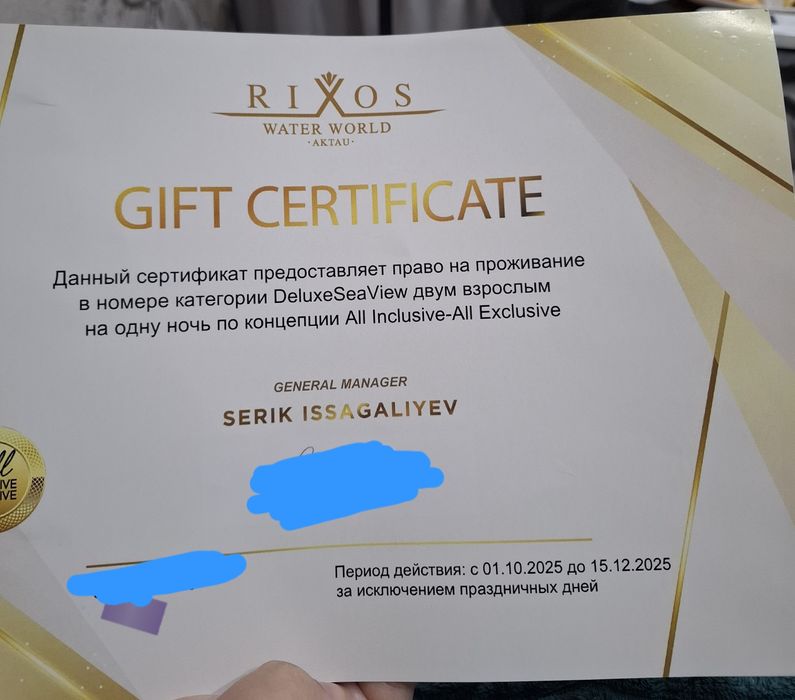 RIXOS
WATER WORLD
·AKTAU·
GIFT CERTIFICATE
Данный сертификат предоставляет право на проживание
в номере категории DeluxeSeaView двум взрослым
на одну ночь по концепции All Inclusive-All Exclusive
GENERAL MANAGER
SERIK ISSAGALIYEV
Период действия: с 01.10.2025 до 15.12.2025
за исключением праздничных дней